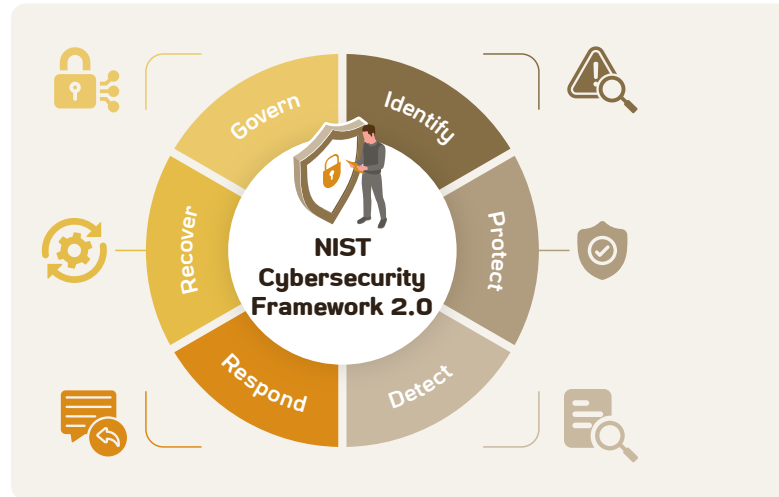 Govern
Identify
Recover
Protect
NIST
Cybersecurity
Framework 2.0
Respond
Detect